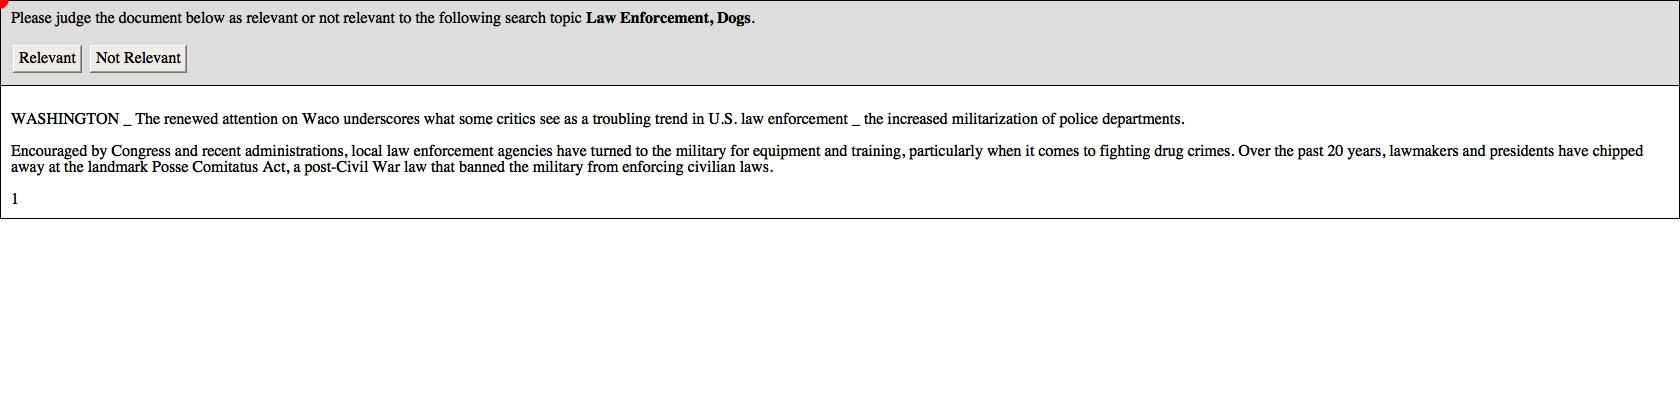 Please judge the document below as relevant or not relevant to the following search topic Law Enforcement, Dogs.
Relevant Not Relevant
WASHINGTON _ The renewed attention on Waco underscores what some critics see as a troubling trend in U.S. law enforcement _ the increased militarization of police departments.
Encouraged by Congress and recent administrations, local law enforcement agencies have turned to the military for equipment and training, particularly when it comes to fighting drug crimes. Over the past 20 years, lawmakers and presidents have chipped
away at the landmark Posse Comitatus Act, a post-Civil War law that banned the military from enforcing civilian laws.
1